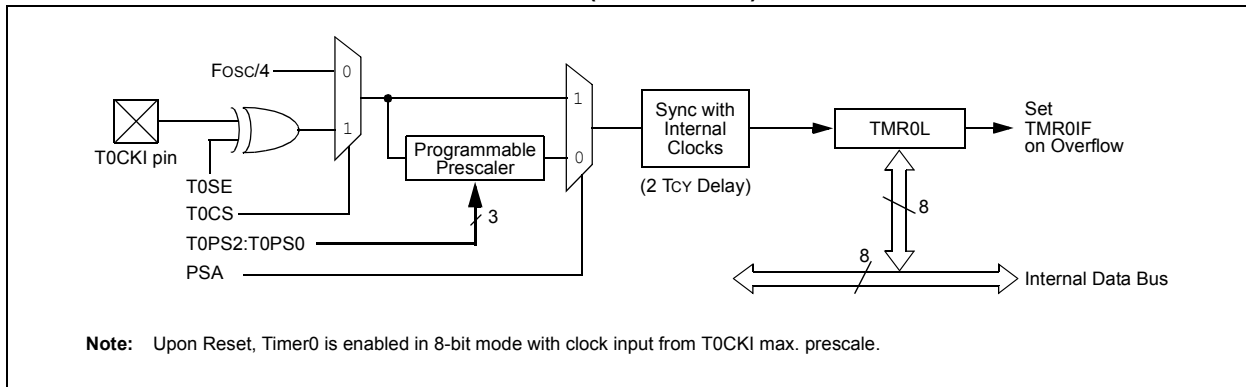 FOSC/4
0
1
T0CKI pin
T0SE
T0CS
T0PS2:T0PS0
PSA
Programmable
Prescaler
3
1
0
Sync with
Internal
Clocks
(2 TCY Delay)
TMR0L
Set
TMR0IF
on Overflow
8
8
Internal Data Bus
Note: Upon Reset, Timer0 is enabled in 8-bit mode with clock input from T0CKI max. prescale.